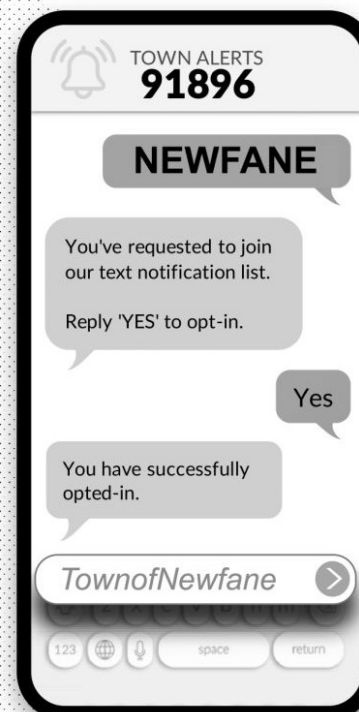 TOWN ALERTS
91896
NEWFANE
You've requested to join
our text notification list.
Reply 'YES' to opt-in.
Yes
You have successfully
opted-in.
TownofNewfane
Z X C V B n m
123
space
return